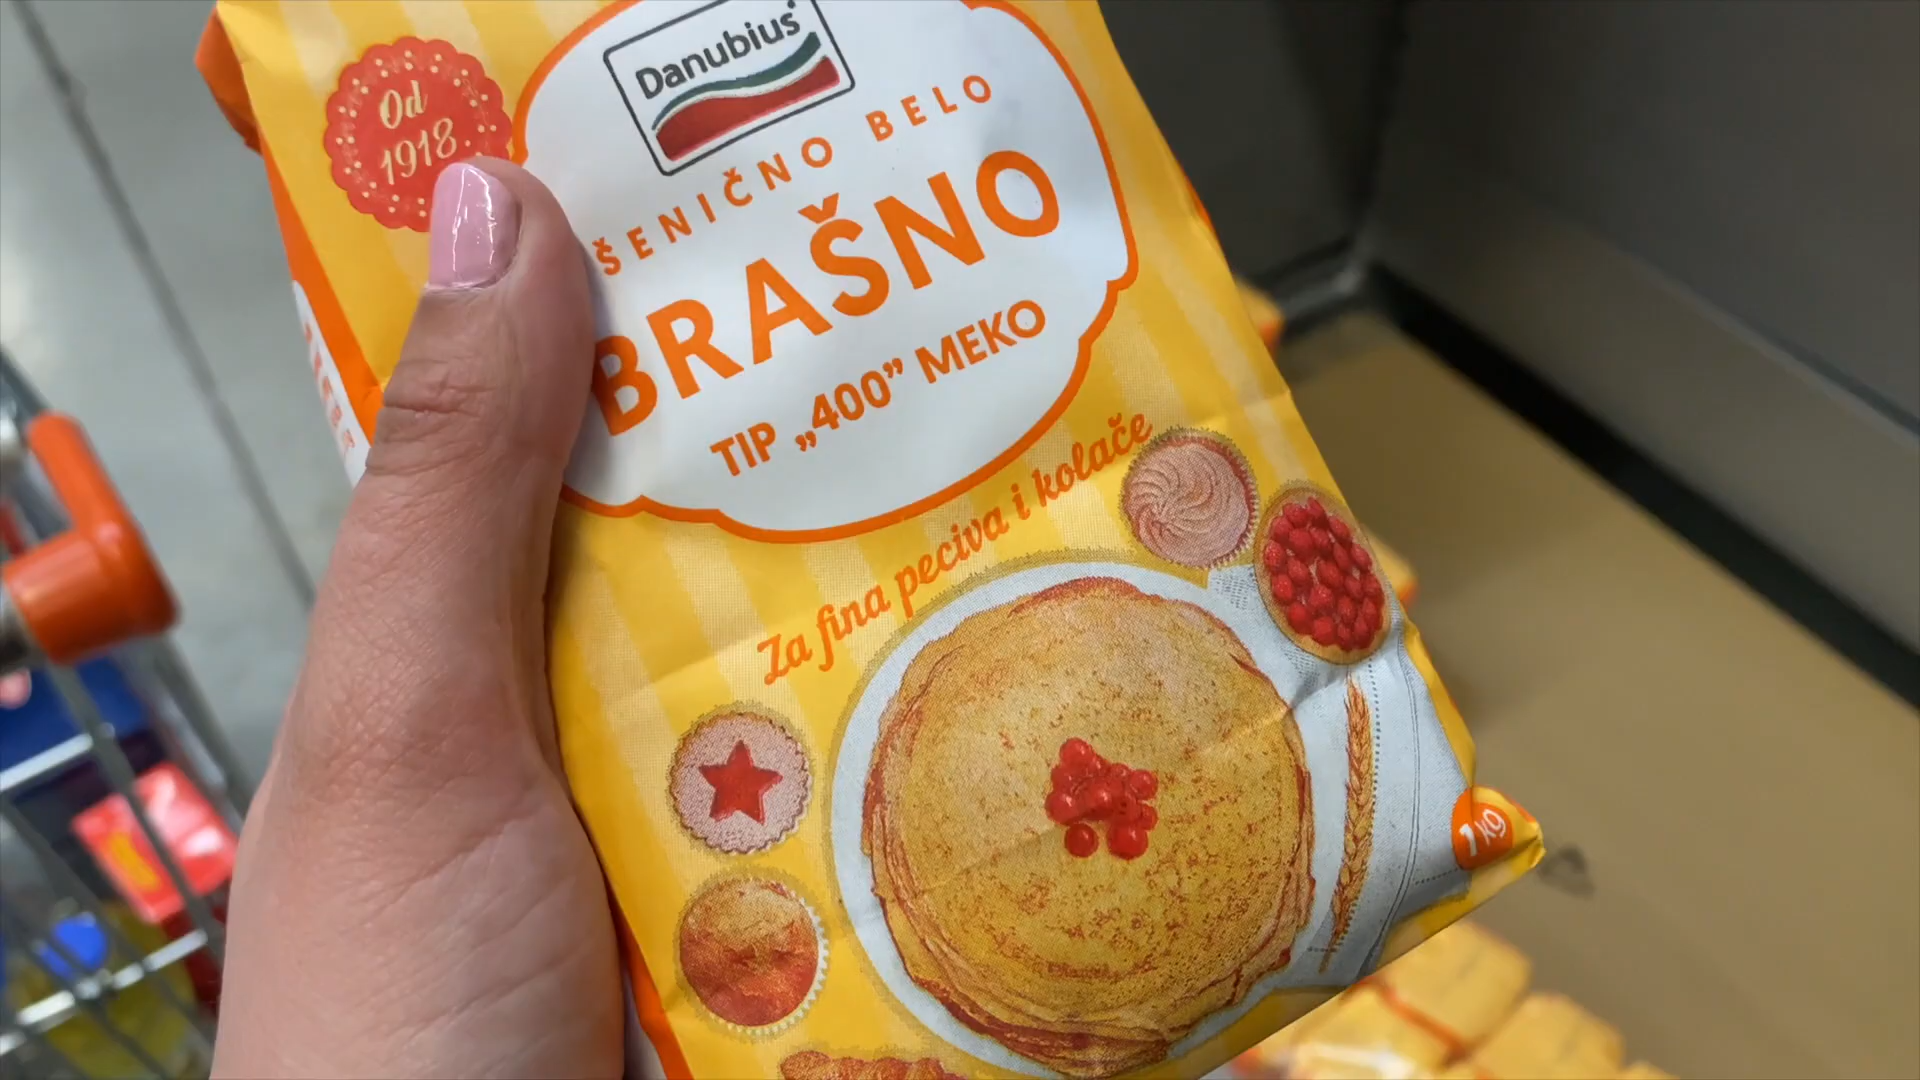 Danubius
Od
1918.
ŠENIČNO BELO
BRAŠNO
TIP „400” MEKO
Za fina peciva i kolače
1 kg